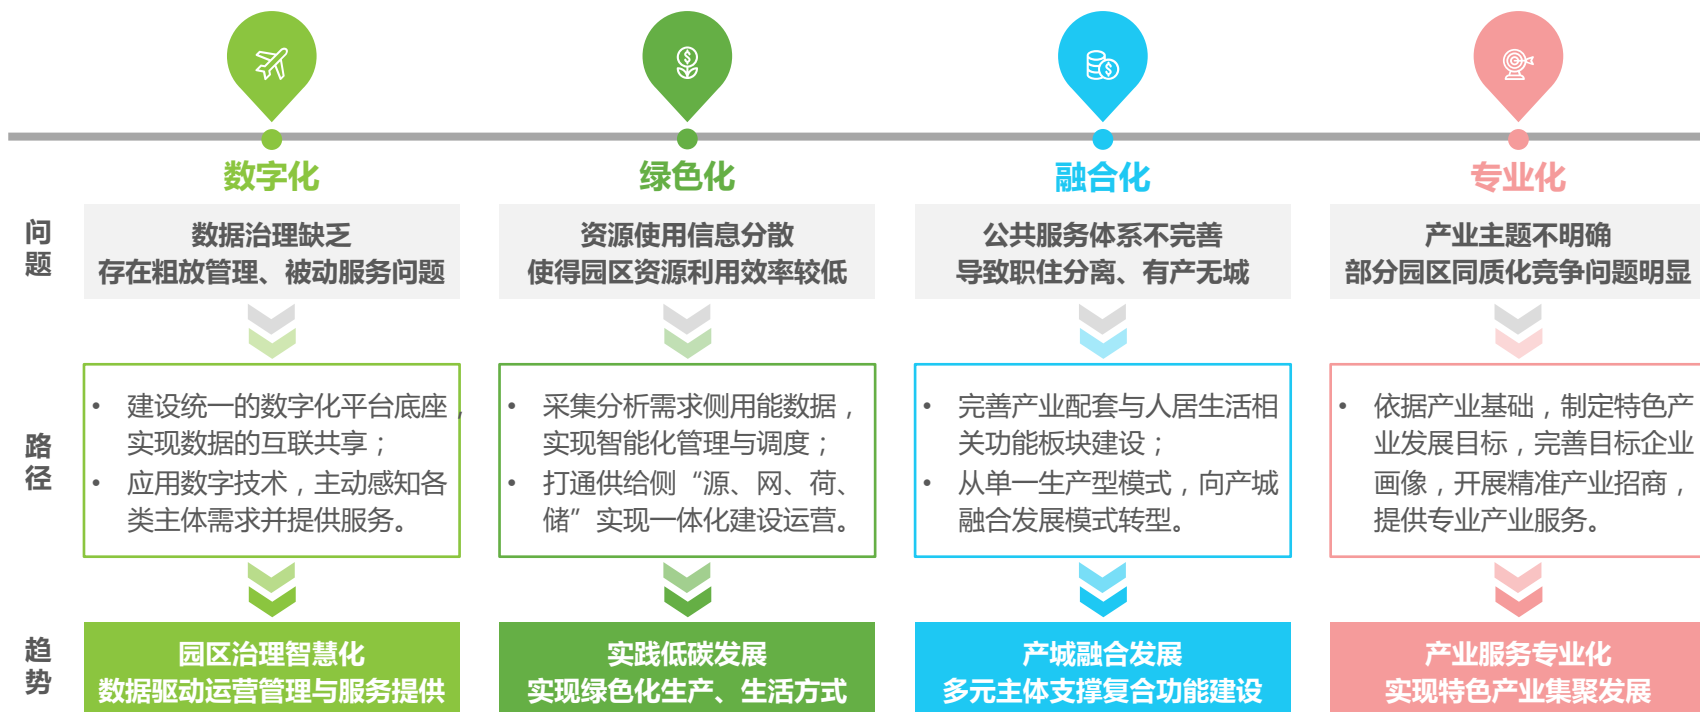 数字化
绿色化
融合化
专业化
问题
数据治理缺乏
存在粗放管理、被动服务问题
资源使用信息分散
使得园区资源利用效率较低
公共服务体系不完善
导致职住分离、有产无城
产业主题不明确
部分园区同质化竞争问题明显
路径
• 建设统一的数字化平台底座，
实现数据的互联共享；
• 应用数字技术，主动感知各
类主体需求并提供服务。
• 采集分析需求侧用能数据，
实现智能化管理与调度；
• 打通供给侧“源、网、荷、
储”实现一体化建设运营。
• 完善产业配套与人居生活相
关功能板块建设；
• 从单一生产型模式，向产城
融合发展模式转型。
• 依据产业基础，制定特色产
业发展目标，完善目标企业
画像，开展精准产业招商，
提供专业产业服务。
趋势
园区治理智慧化
数据驱动运营管理与服务提供
实践低碳发展
实现绿色化生产、生活方式
产城融合发展
多元主体支撑复合功能建设
产业服务专业化
实现特色产业集聚发展